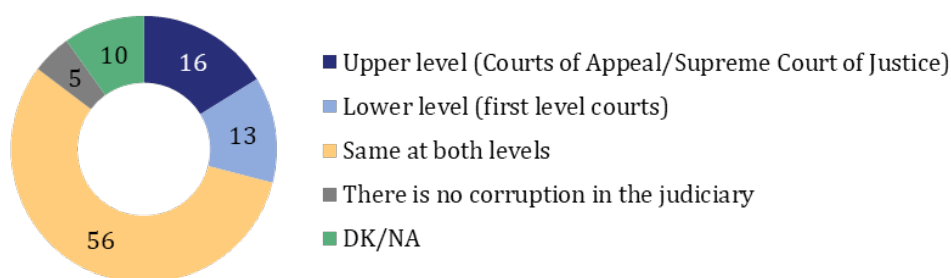 16
13
56
5
10
Upper level (Courts of Appeal/Supreme Court of Justice)
Lower level (first level courts)
Same at both levels
There is no corruption in the judiciary
DK/NA